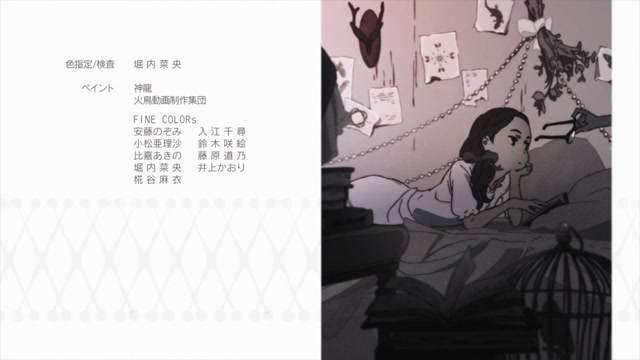 色指定/検査 堀内菜央
ペイント 神龍
火鳥動画制作集団
FINE COLORs
安藤のぞみ 入江千尋
小松亜理沙 鈴木咲絵
比嘉あきの 藤原道乃
堀内菜央 井上かおり
椛谷麻衣